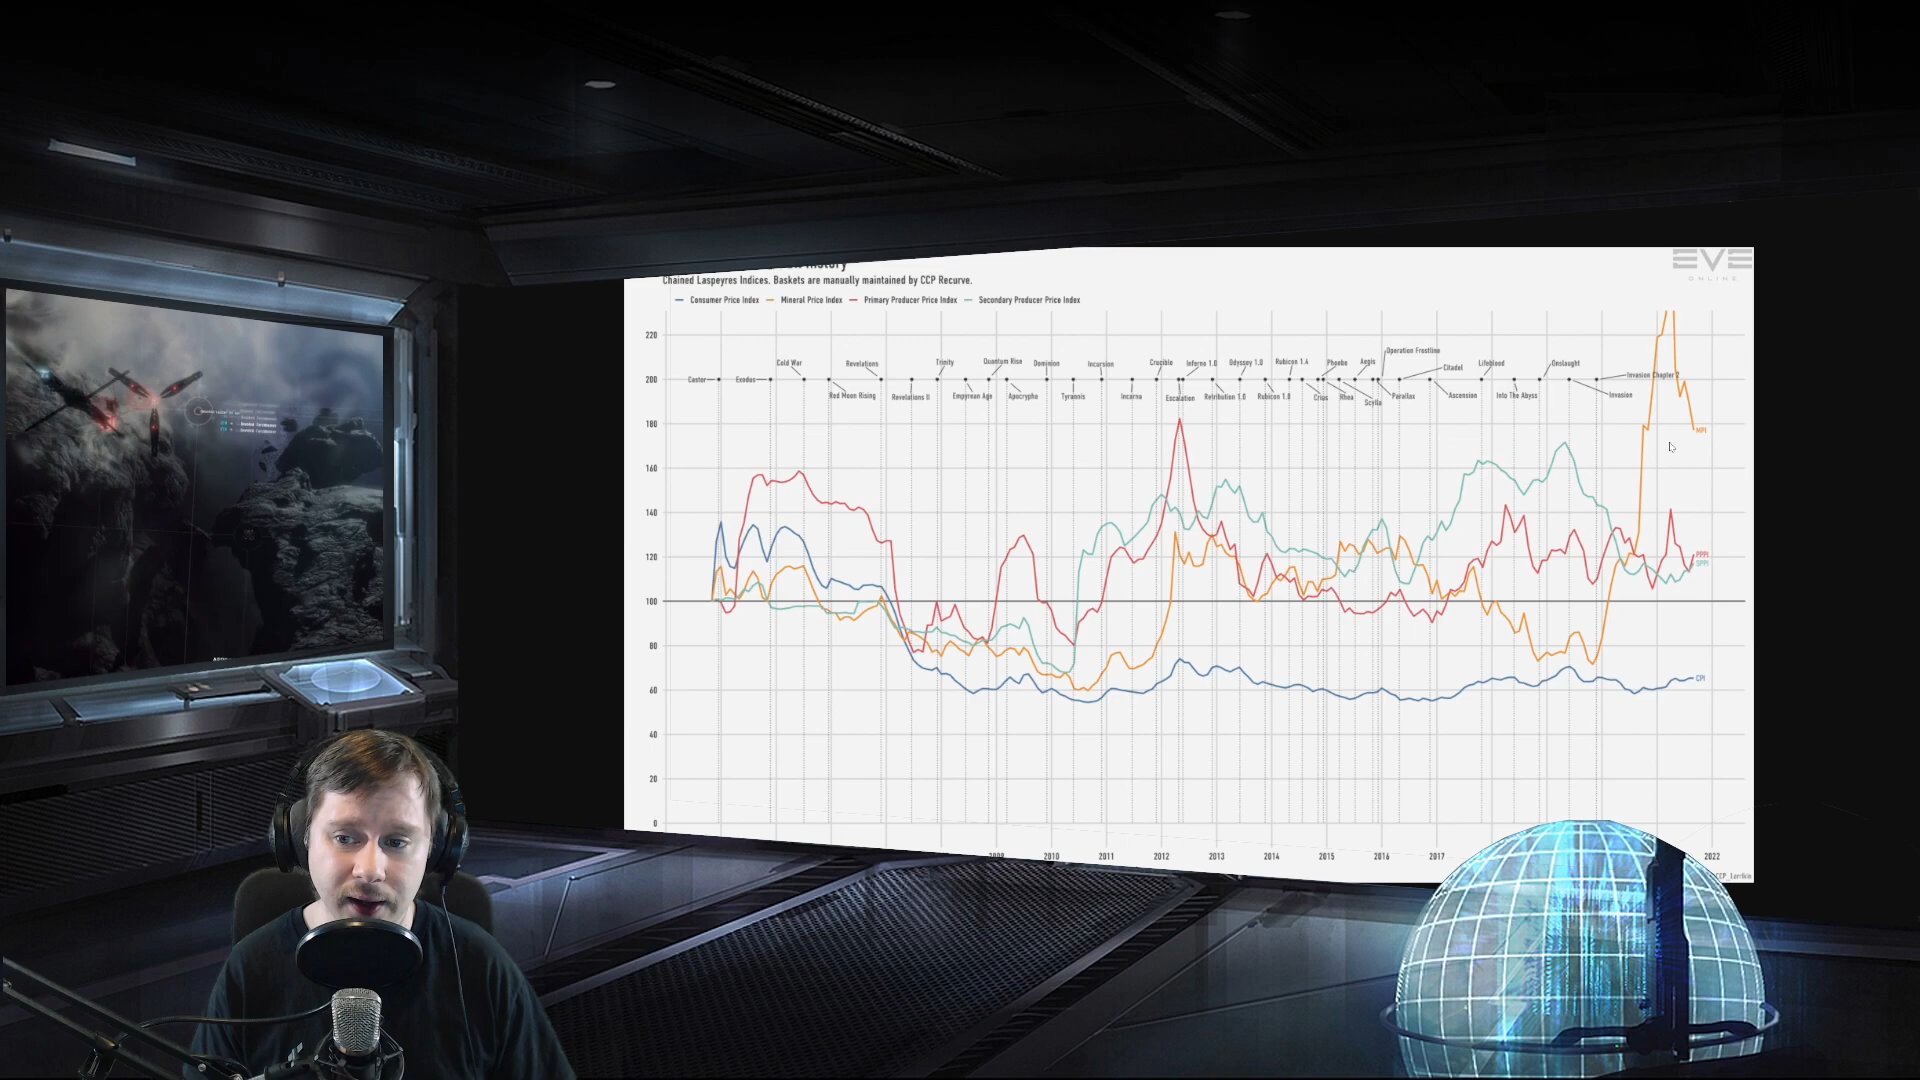 EVE
ONLINE
Chained Laspeyres Indices. Baskets are manually maintained by CCP Recurve.
Consumer Price Index Mineral Price Index Primary Producer Price Index Secondary Producer Price Index
220
Operation Frostline
Cold War Revelations Trinity Quantum Rise Dominion Incursion Crucible Inferno 1.0 Odyssey 1.0 Rubicon 1.4 Phoebe Aegis Citadel Lifeblood Onslaught
200 Castor Exodus Invasion Chapter 2
Red Moon Rising Revelations II Empyrean Age Apocrypha Tyrannis Incarna Escalation Retribution 1.0 Rubicon 1.0 Crius Rhea Scylla Parallax Ascension Into The Abyss Invasion
180
MPI
160
140
120
PPPI
SPPI
100
80
CPI
60
40
20
0
2009 2010 2011 2012 2013 2014 2015 2016 2017 2022